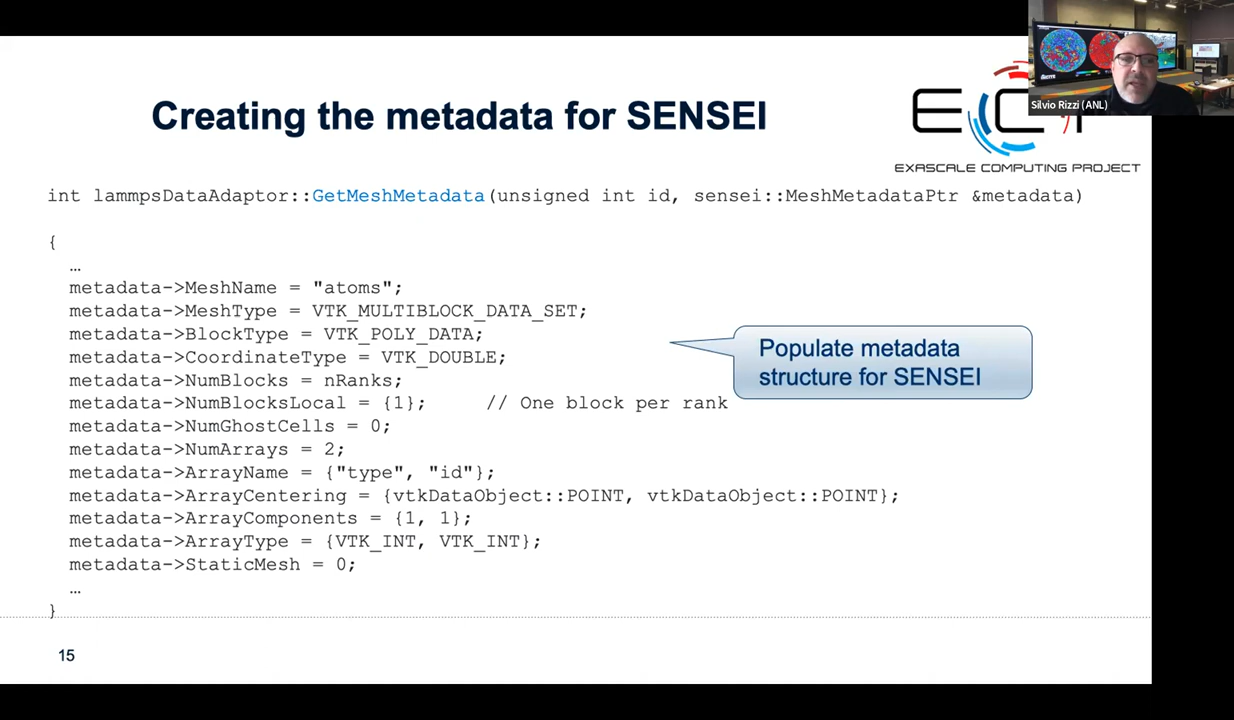 Creating the metadata for SENSEI
Silvio Rizzi (ANL)
EXASCALE COMPUTING PROJECT
int lammpsDataAdaptor::GetMeshMetadata(unsigned int id, sensei::MeshMetadataPtr &metadata)
{
…
metadata->MeshName = "atoms";
metadata->MeshType = VTK_MULTIBLOCK_DATA_SET;
metadata->BlockType = VTK_POLY_DATA;
metadata->CoordinateType = VTK_DOUBLE;
metadata->NumBlocks = nRanks;
metadata->NumBlocksLocal = {1}; // One block per rank
metadata->NumGhostCells = 0;
metadata->NumArrays = 2;
metadata->ArrayName = {"type", "id"};
metadata->ArrayCentering = {vtkDataObject::POINT, vtkDataObject::POINT};
metadata->ArrayComponents = {1, 1};
metadata->ArrayType = {VTK_INT, VTK_INT};
metadata->StaticMesh = 0;
…
}
Populate metadata
structure for SENSEI
15